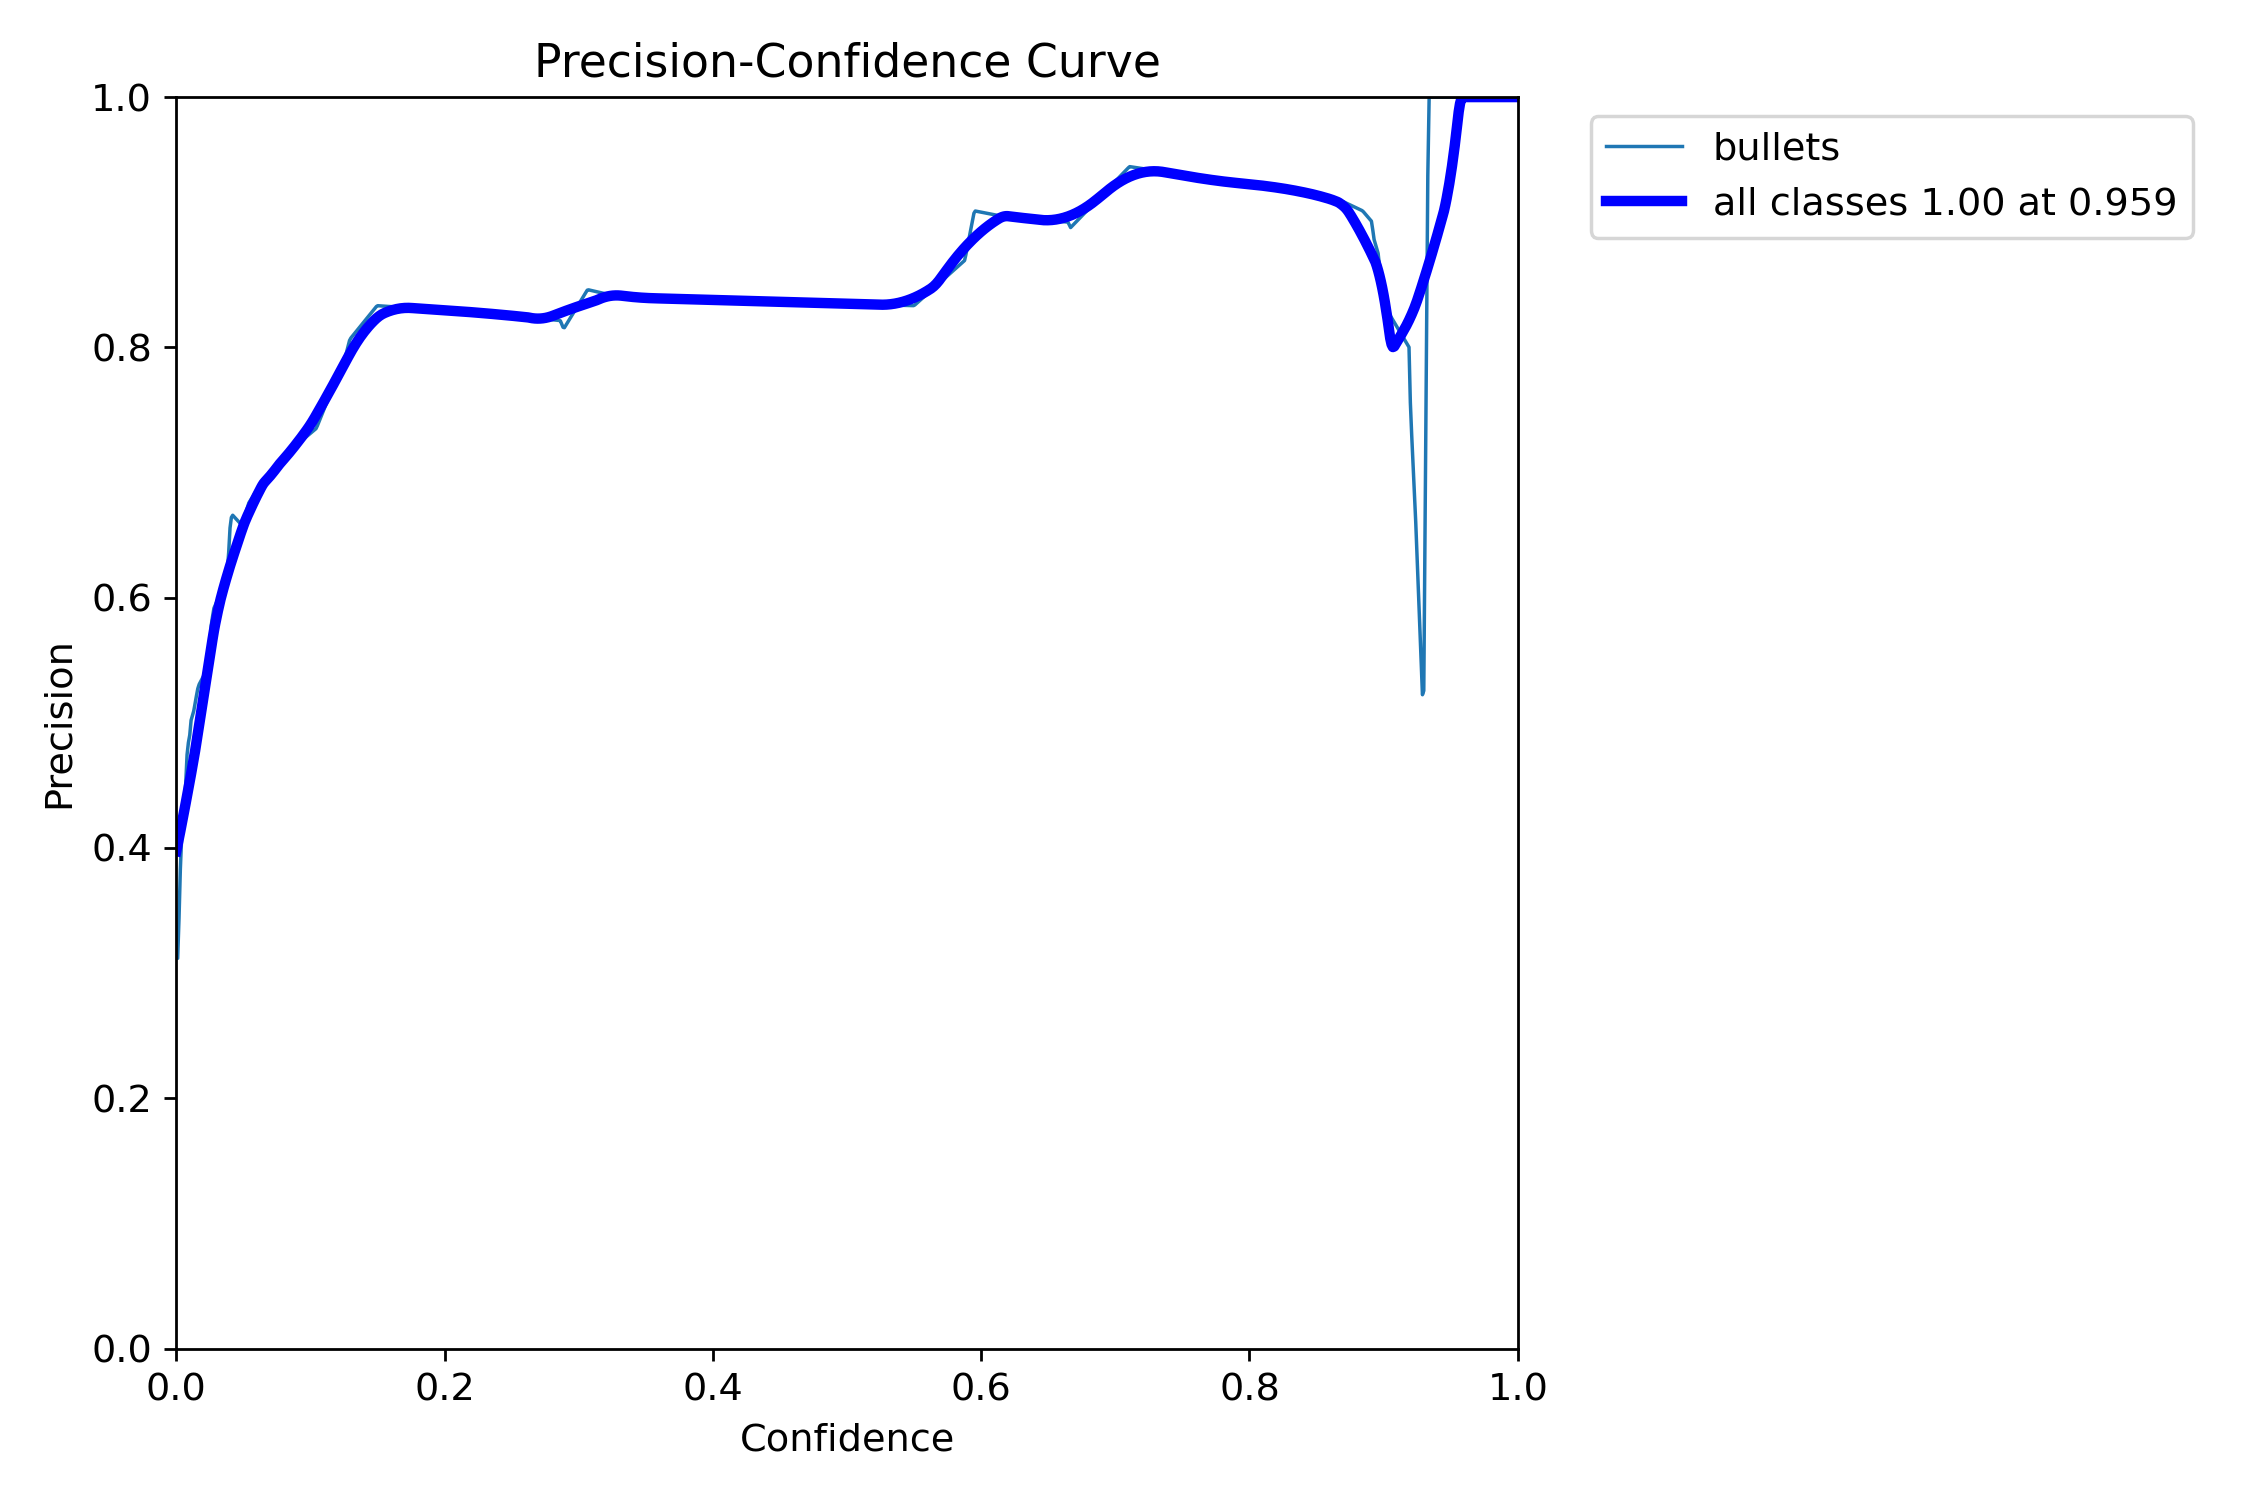 Precision-Confidence Curve
1.0
0.8
0.6
0.4
0.2
0.0
Precision
0.0 0.2 0.4 0.6 0.8 1.0
Confidence
bullets
all classes 1.00 at 0.959